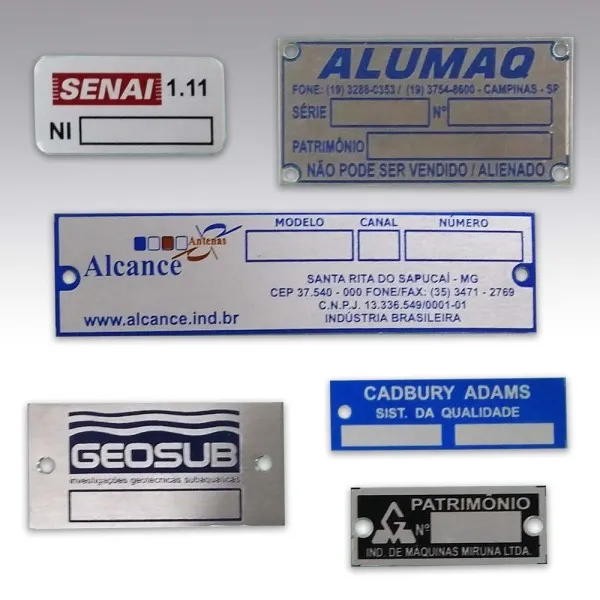 SENAI 1.11
NI
ALUMAQ
FONE: (19) 3288-0353 / (19) 3754-8600 - CAMPINAS - SP
SÉRIE Nº
PATRIMÔNIO
NÃO PODE SER VENDIDO / ALIENADO
MODELO CANAL NÚMERO
Antenas
Alcance
SANTA RITA DO SAPUCAÍ - MG
CEP 37.540 - 000 FONE/FAX: (35) 3471 - 2769
C.N.P.J. 13.336.549/0001-01
www.alcance.ind.br
INDÚSTRIA BRASILEIRA
GEOSUB
investigações geotécnicas subaquáticas
CADBURY ADAMS
SIST. DA QUALIDADE
PATRIMÔNIO
Nº
IND. DE MÁQUINAS MIRUNA LTDA.